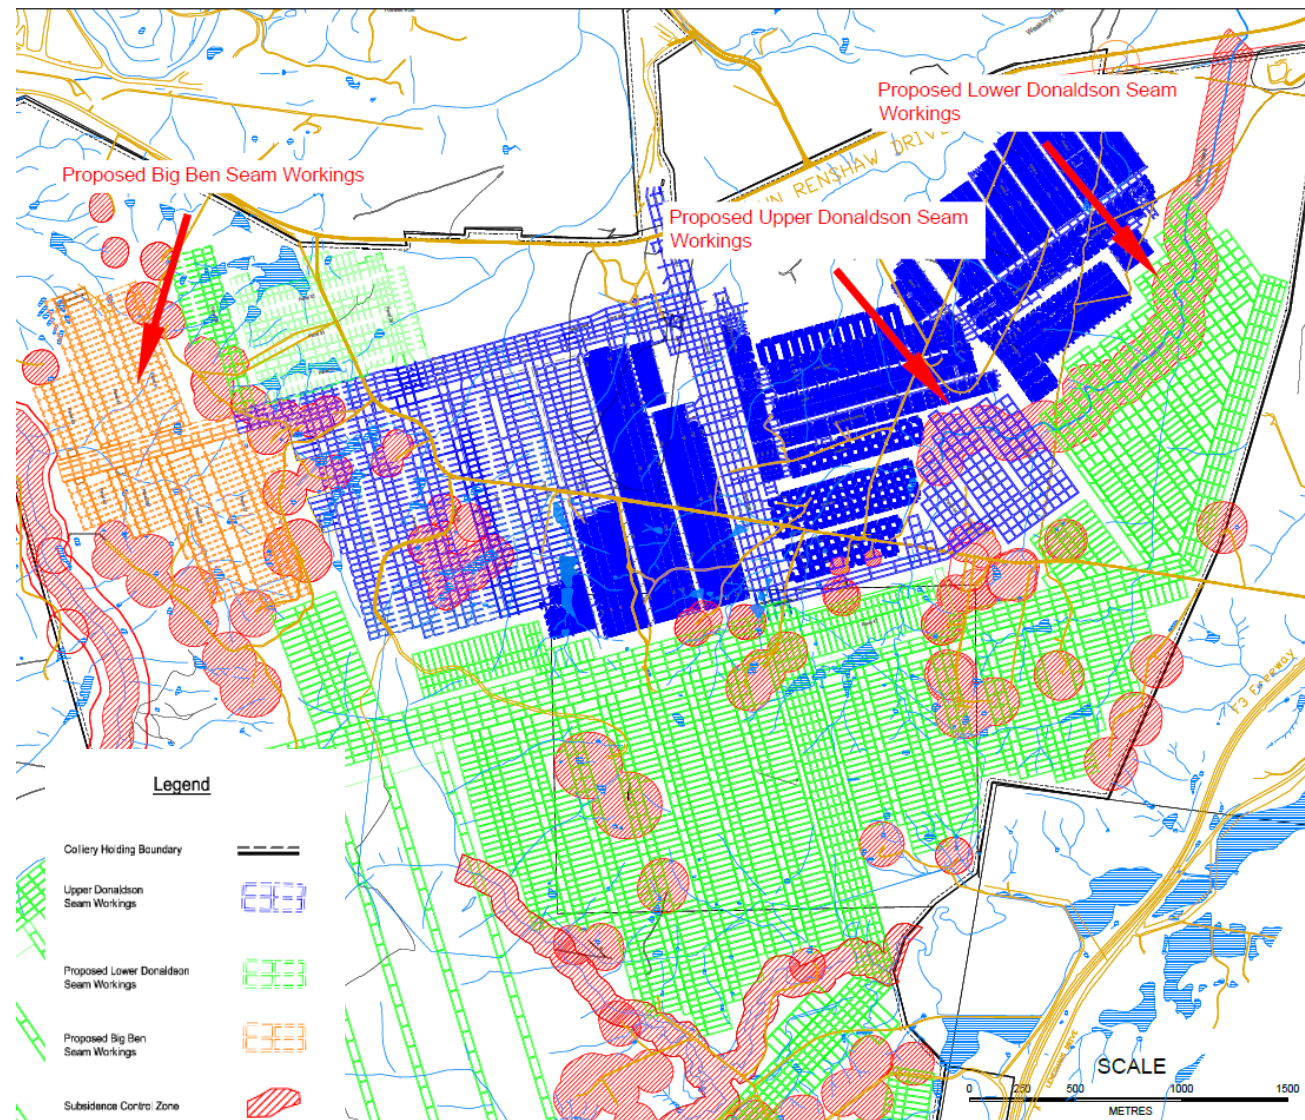 Proposed Lower Donaldson Seam
Workings
Proposed Big Ben Seam Workings
RENSHAW DRIVE
Proposed Upper Donaldson Seam
Workings
F3 Freeway
Legend
Colliery Holding Boundary
Upper Donaldson
Seam Workings
Proposed Lower Donaldson
Seam Workings
Proposed Big Ben
Seam Workings
Subsidence Control Zone
SCALE
0 250 500 1000 1500
METRES